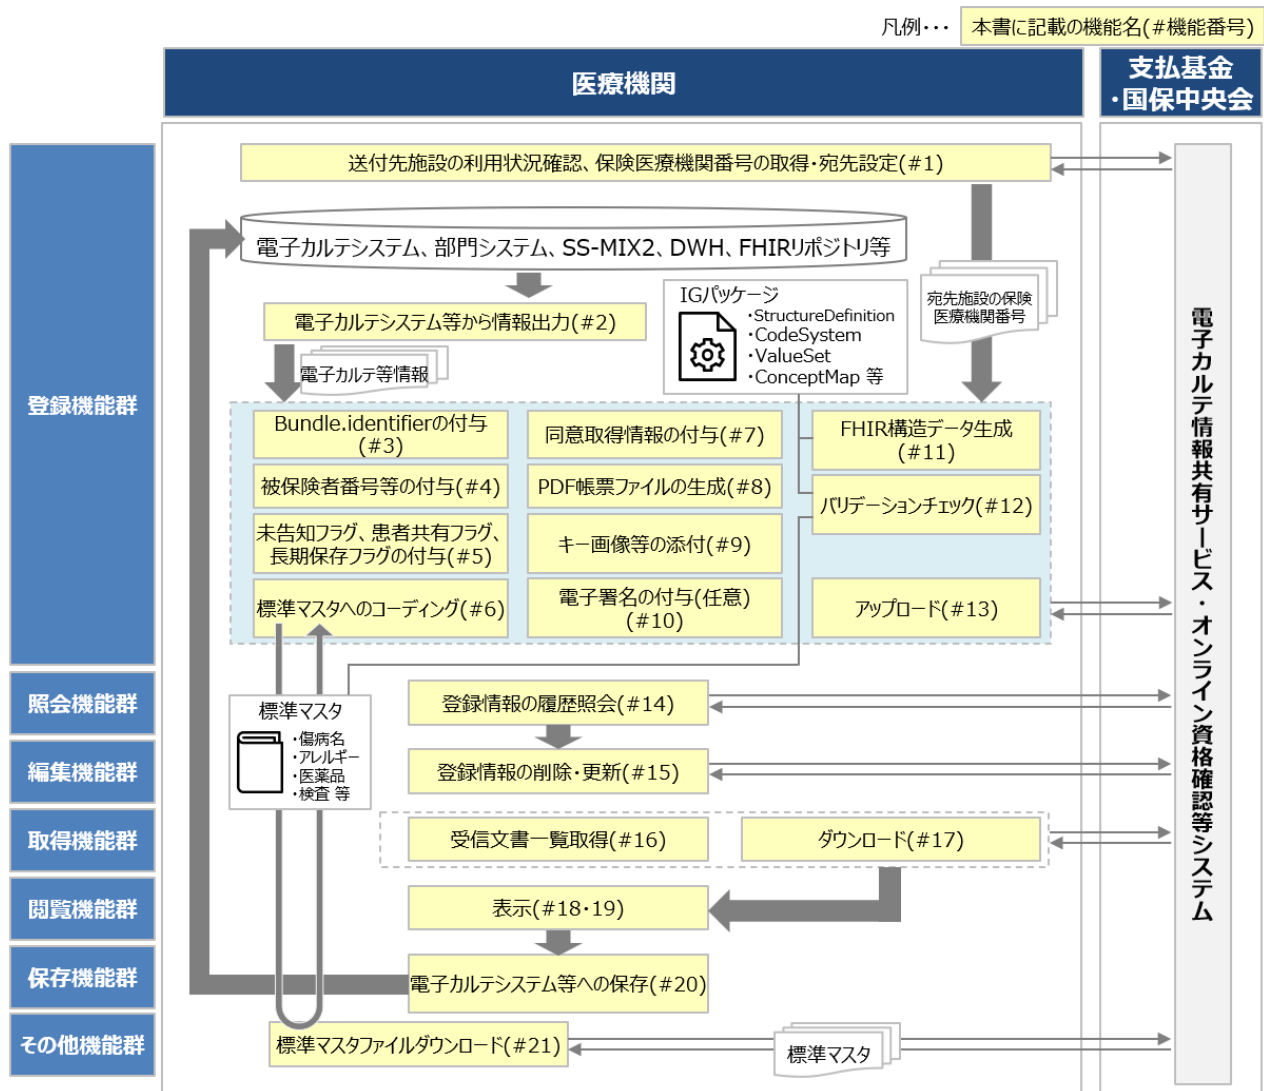 凡例･･･
本書に記載の機能名(#機能番号)
医療機関
支払基金
・国保中央会
登録機能群
送付先施設の利用状況確認、保険医療機関番号の取得・宛先設定(#1)
電子カルテシステム、部門システム、SS-MIX2、DWH、FHIRリポジトリ等
電子カルテシステム等から情報出力(#2)
電子カルテ等情報
IGパッケージ
・StructureDefinition
・CodeSystem
・ValueSet
・ConceptMap 等
宛先施設の保険
医療機関番号
Bundle.identifierの付与
(#3)
被保険者番号等の付与(#4)
未告知フラグ、患者共有フラグ、
長期保存フラグの付与(#5)
標準マスタへのコーディング(#6)
同意取得情報の付与(#7)
PDF帳票ファイルの生成(#8)
キー画像等の添付(#9)
電子署名の付与(任意)
(#10)
FHIR構造データ生成
(#11)
バリデーションチェック(#12)
アップロード(#13)
照会機能群
登録情報の履歴照会(#14)
標準マスタ
・傷病名
・アレルギー
・医薬品
・検査 等
編集機能群
登録情報の削除・更新(#15)
取得機能群
受信文書一覧取得(#16)
ダウンロード(#17)
閲覧機能群
表示(#18・19)
保存機能群
電子カルテシステム等への保存(#20)
その他機能群
標準マスタファイルダウンロード(#21)
標準マスタ
電子カルテ情報共有サービス・オンライン資格確認等システム